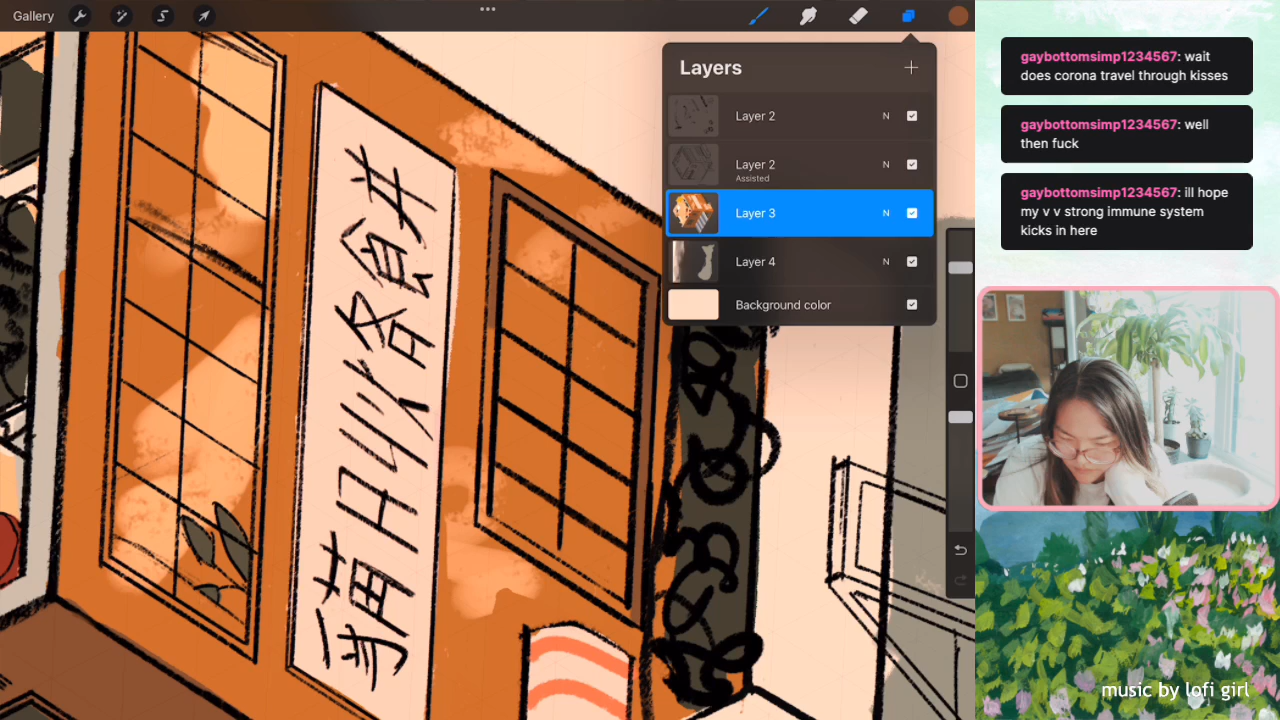 Gallery
Layers
Layer 2
N
Layer 2
N
Assisted
Layer 3
N
Layer 4
N
Background color
猫
gaybottomsimp1234567: wait
does corona travel through kisses
gaybottomsimp1234567: well
then fuck
gaybottomsimp1234567: ill hope
my v v strong immune system
kicks in here
music by lofi girl